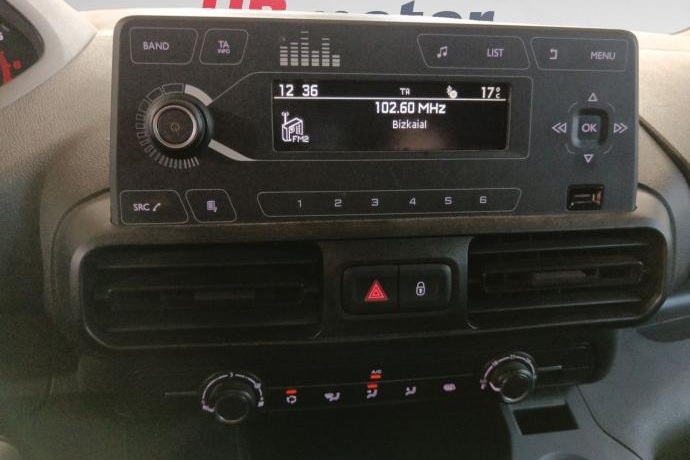 motor
BAND
TA
INFO
LIST
MENU
12 36 TA 17°C
102.60 MHz
Bizkaia!
FM2
OK
SRC
1 2 3 4 5 6
A/C